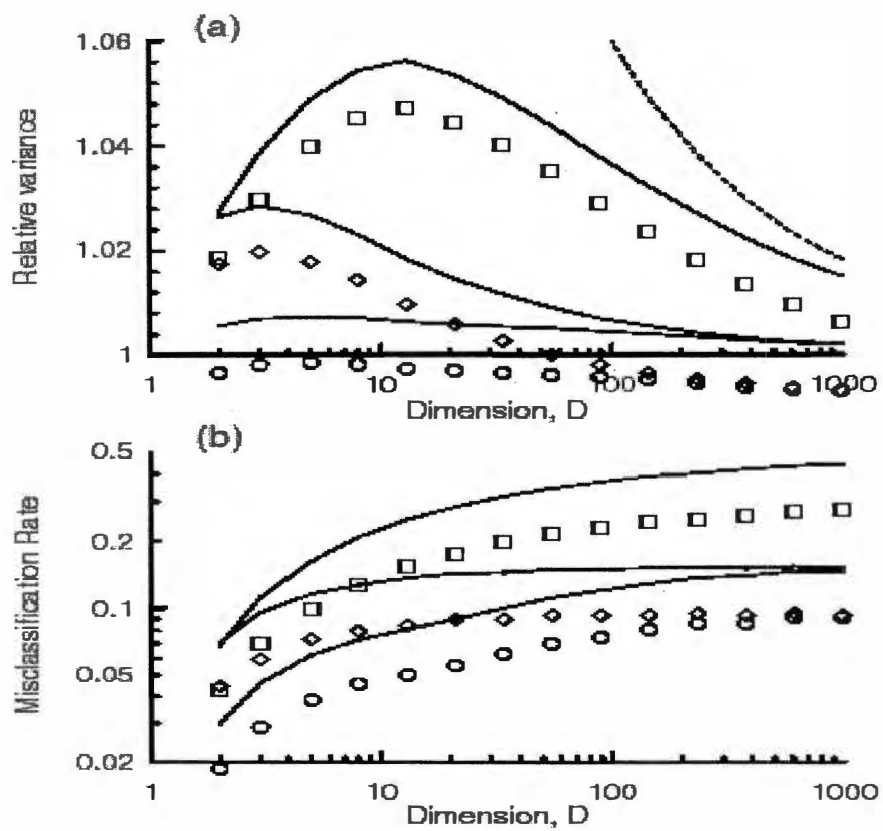 (a)
1.06
1.04
1.02
1
Relative variance
1 10 100 1000
Dimension, D
(b)
0.5
0.2
0.1
0.05
0.02
Misclassification Rate
1 10 100 1000
Dimension, D